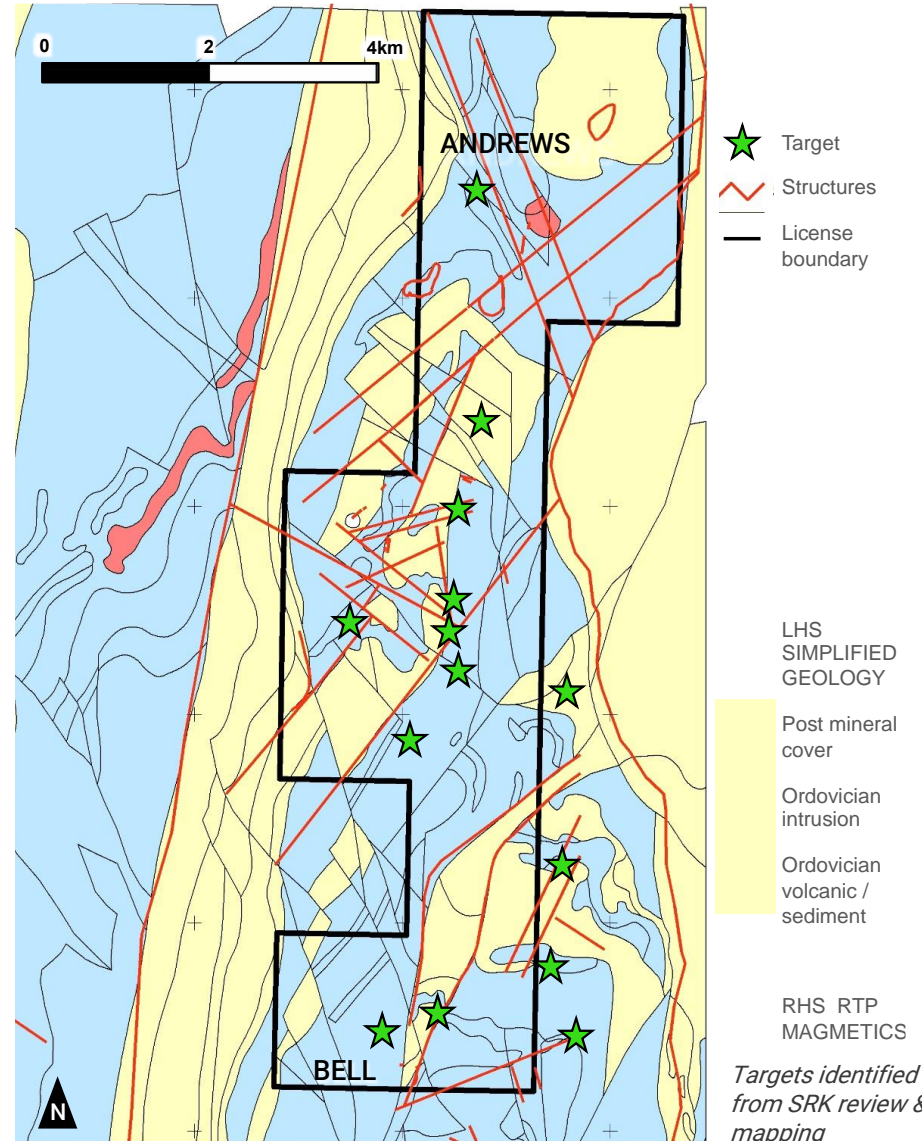 0 2 4km
ANDREWS
Target
Structures
License
boundary
LHS
SIMPLIFIED
GEOLOGY
Post mineral
cover
Ordovician
intrusion
Ordovician
volcanic /
sediment
RHS RTP
MAGMETICS
BELL
N
Targets identified
from SRK review &
mapping